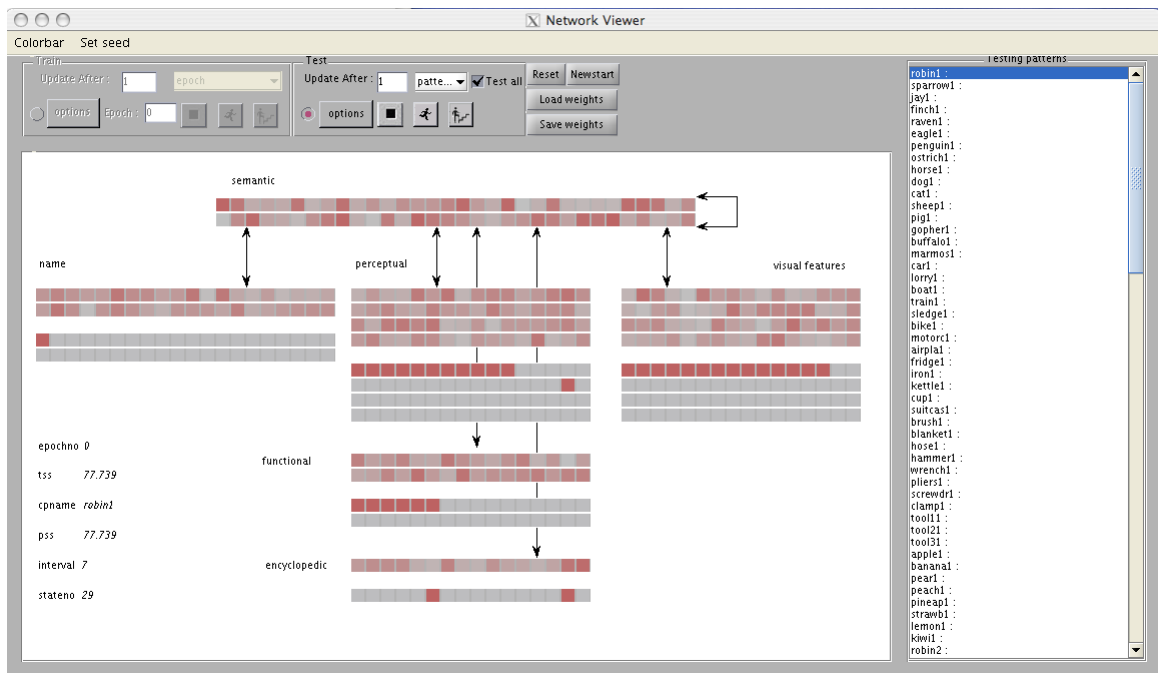 Network Viewer
Colorbar Set seed
Train
Update After : 1 epoch
options Epoch : 0
Test
Update After : 1 patte... Test all
options
Reset Newstart
Load weights
Save weights
semantic
name
perceptual
visual features
functional
encyclopedic
epochno 0
tss 77.739
cpname robin1
pss 77.739
interval 7
stateno 29
Testing patterns
robin1 :
sparrow1 :
jay1 :
finch1 :
raven1 :
eagle1 :
penguin1 :
ostrich1 :
horse1 :
dog1 :
cat1 :
sheep1 :
pig1 :
gopher1 :
buffalo1 :
marmos1 :
car1 :
lorry1 :
boat1 :
train1 :
sledge1 :
bike1 :
motorc1 :
airpla1 :
fridge1 :
iron1 :
kettle1 :
cup1 :
suitcas1 :
brush1 :
blanket1 :
hose1 :
hammer1 :
wrench1 :
pliers1 :
screwdr1 :
clamp1 :
tool11 :
tool21 :
tool31 :
apple1 :
banana1 :
pear1 :
peach1 :
pineap1 :
strawb1 :
lemon1 :
kiwi1 :
robin2 :